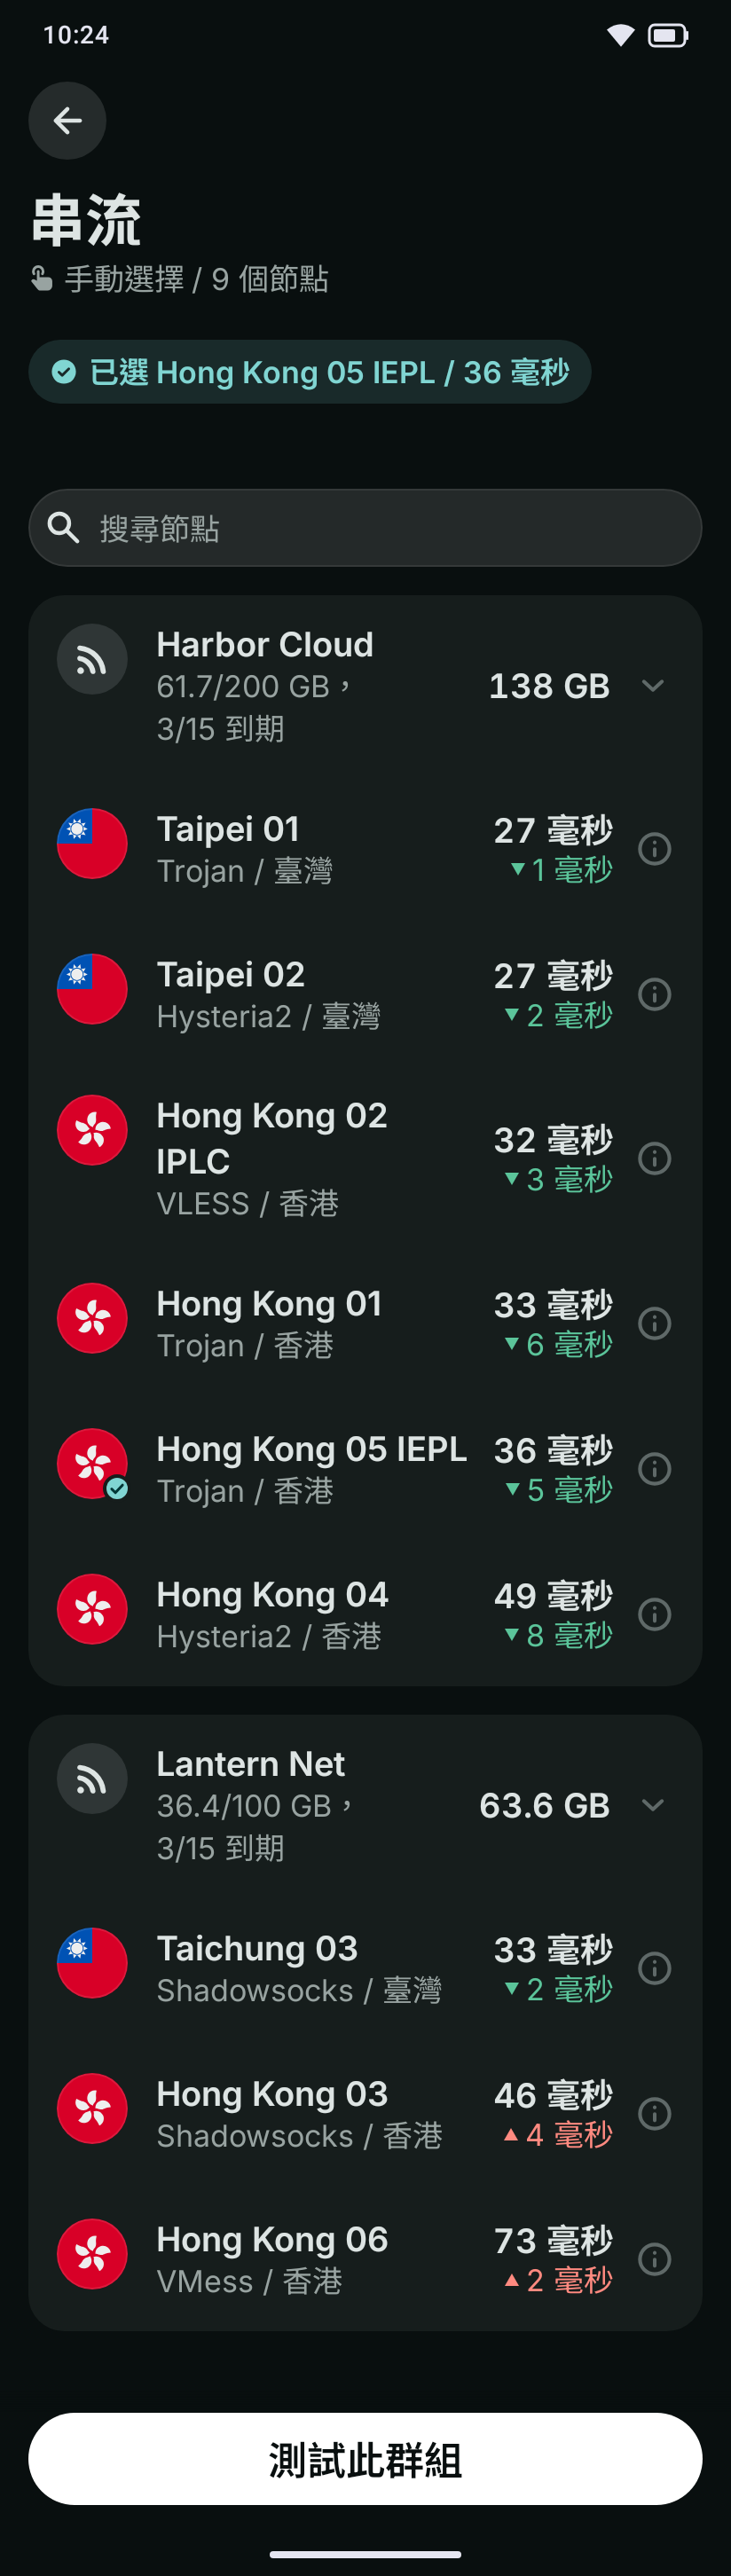 10:24
串流
手動選擇 / 9 個節點
已選 Hong Kong 05 IEPL / 36 毫秒
搜尋節點
Harbor Cloud
61.7/200 GB，
3/15 到期
138 GB
Taipei 01
Trojan / 臺灣
27 毫秒
▼1 毫秒
Taipei 02
Hysteria2 / 臺灣
27 毫秒
▼2 毫秒
Hong Kong 02
IPLC
VLESS / 香港
32 毫秒
▼3 毫秒
Hong Kong 01
Trojan / 香港
33 毫秒
▼6 毫秒
Hong Kong 05 IEPL
Trojan / 香港
36 毫秒
▼5 毫秒
Hong Kong 04
Hysteria2 / 香港
49 毫秒
▼8 毫秒
Lantern Net
36.4/100 GB，
3/15 到期
63.6 GB
Taichung 03
Shadowsocks / 臺灣
33 毫秒
▼2 毫秒
Hong Kong 03
Shadowsocks / 香港
46 毫秒
▲4 毫秒
Hong Kong 06
VMess / 香港
73 毫秒
▲2 毫秒
測試此群組